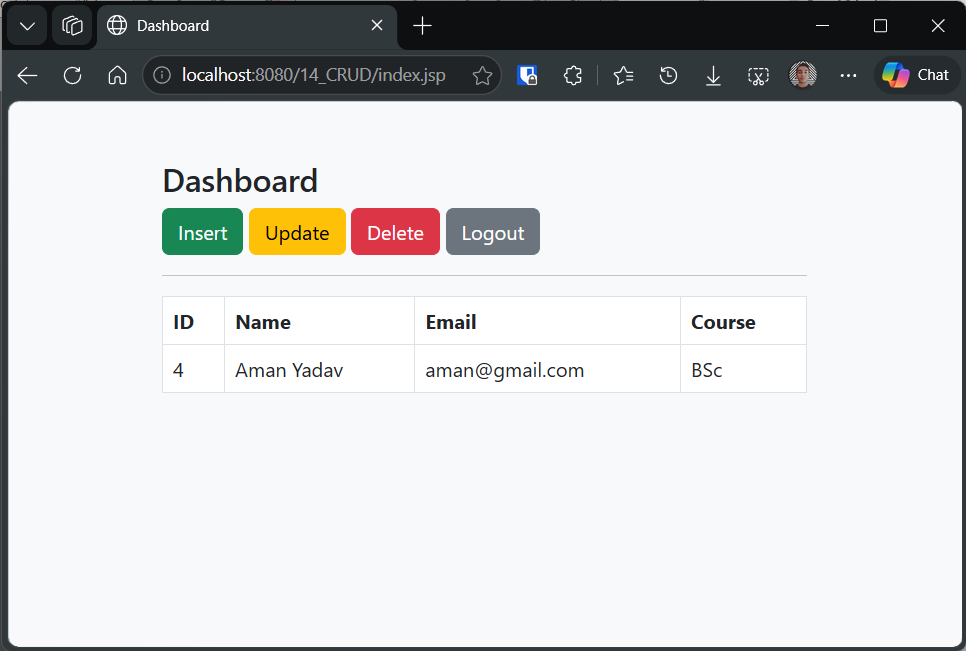 Dashboard
localhost:8080/14_CRUD/index.jsp
Chat
Dashboard
Insert Update Delete Logout
ID Name Email Course
4 Aman Yadav aman@gmail.com BSc